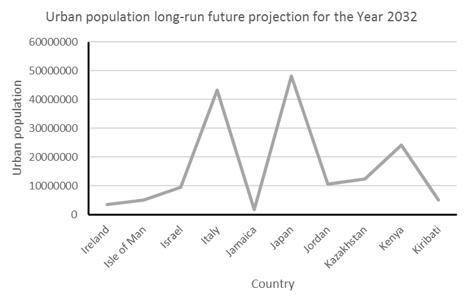 Urban population long-run future projection for the Year 2032
60000000
50000000
40000000
30000000
20000000
10000000
0
Urban population
Ireland
Isle of Man
Israel
Italy
Jamaica
Japan
Jordan
Kazakhstan
Kenya
Kiribati
Country